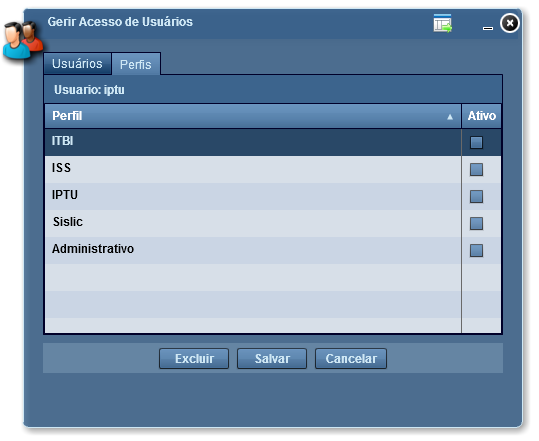 Gerir Acesso de Usuários
Usuários Perfis
Usuario: iptu
Perfil Ativo
ITBI
ISS
IPTU
Sislic
Administrativo
Excluir Salvar Cancelar